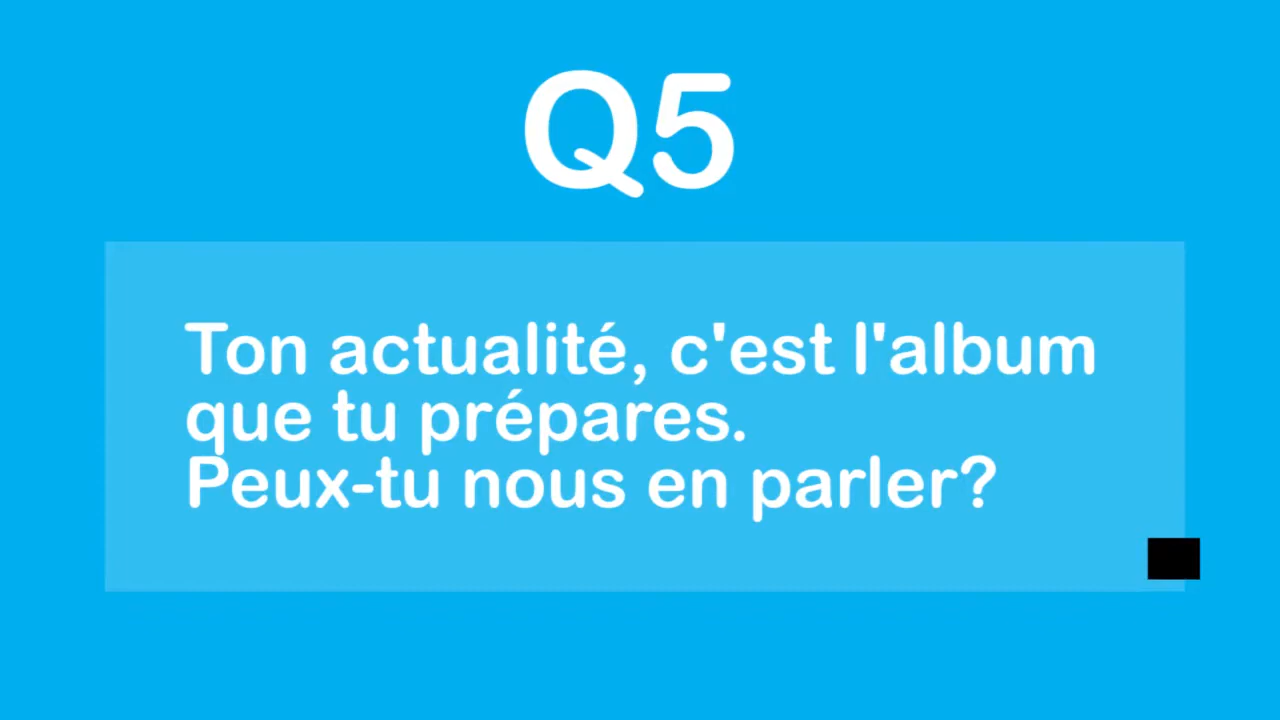 Q5
Ton actualité, c'est l'album
que tu prépares.
Peux-tu nous en parler?